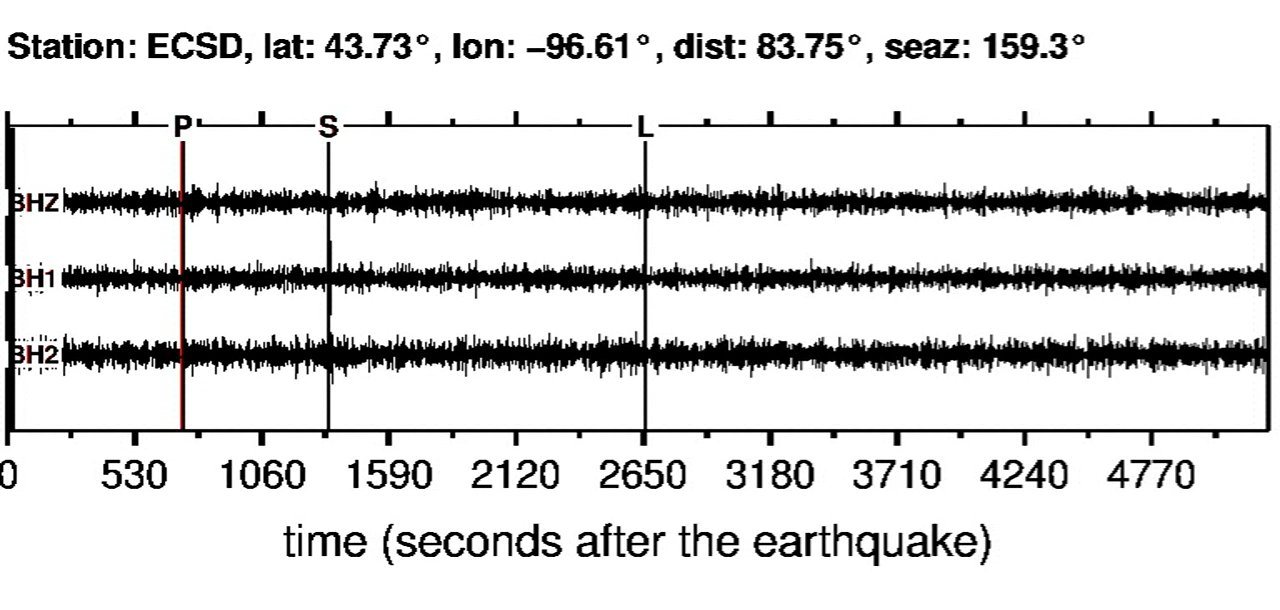 Station: ECSD, lat: 43.73°, lon: −96.61°, dist: 83.75°, seaz: 159.3°
P S L
BHZ
BH1
BH2
0 530 1060 1590 2120 2650 3180 3710 4240 4770
time (seconds after the earthquake)